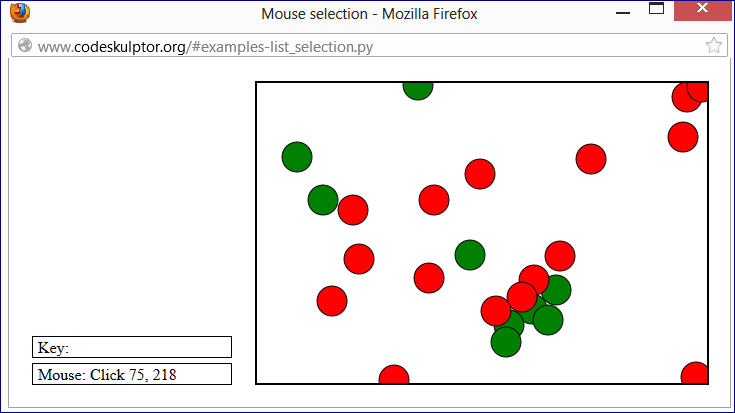 Mouse selection - Mozilla Firefox
www.codeskulptor.org/#examples-list_selection.py
Key:
Mouse: Click 75, 218